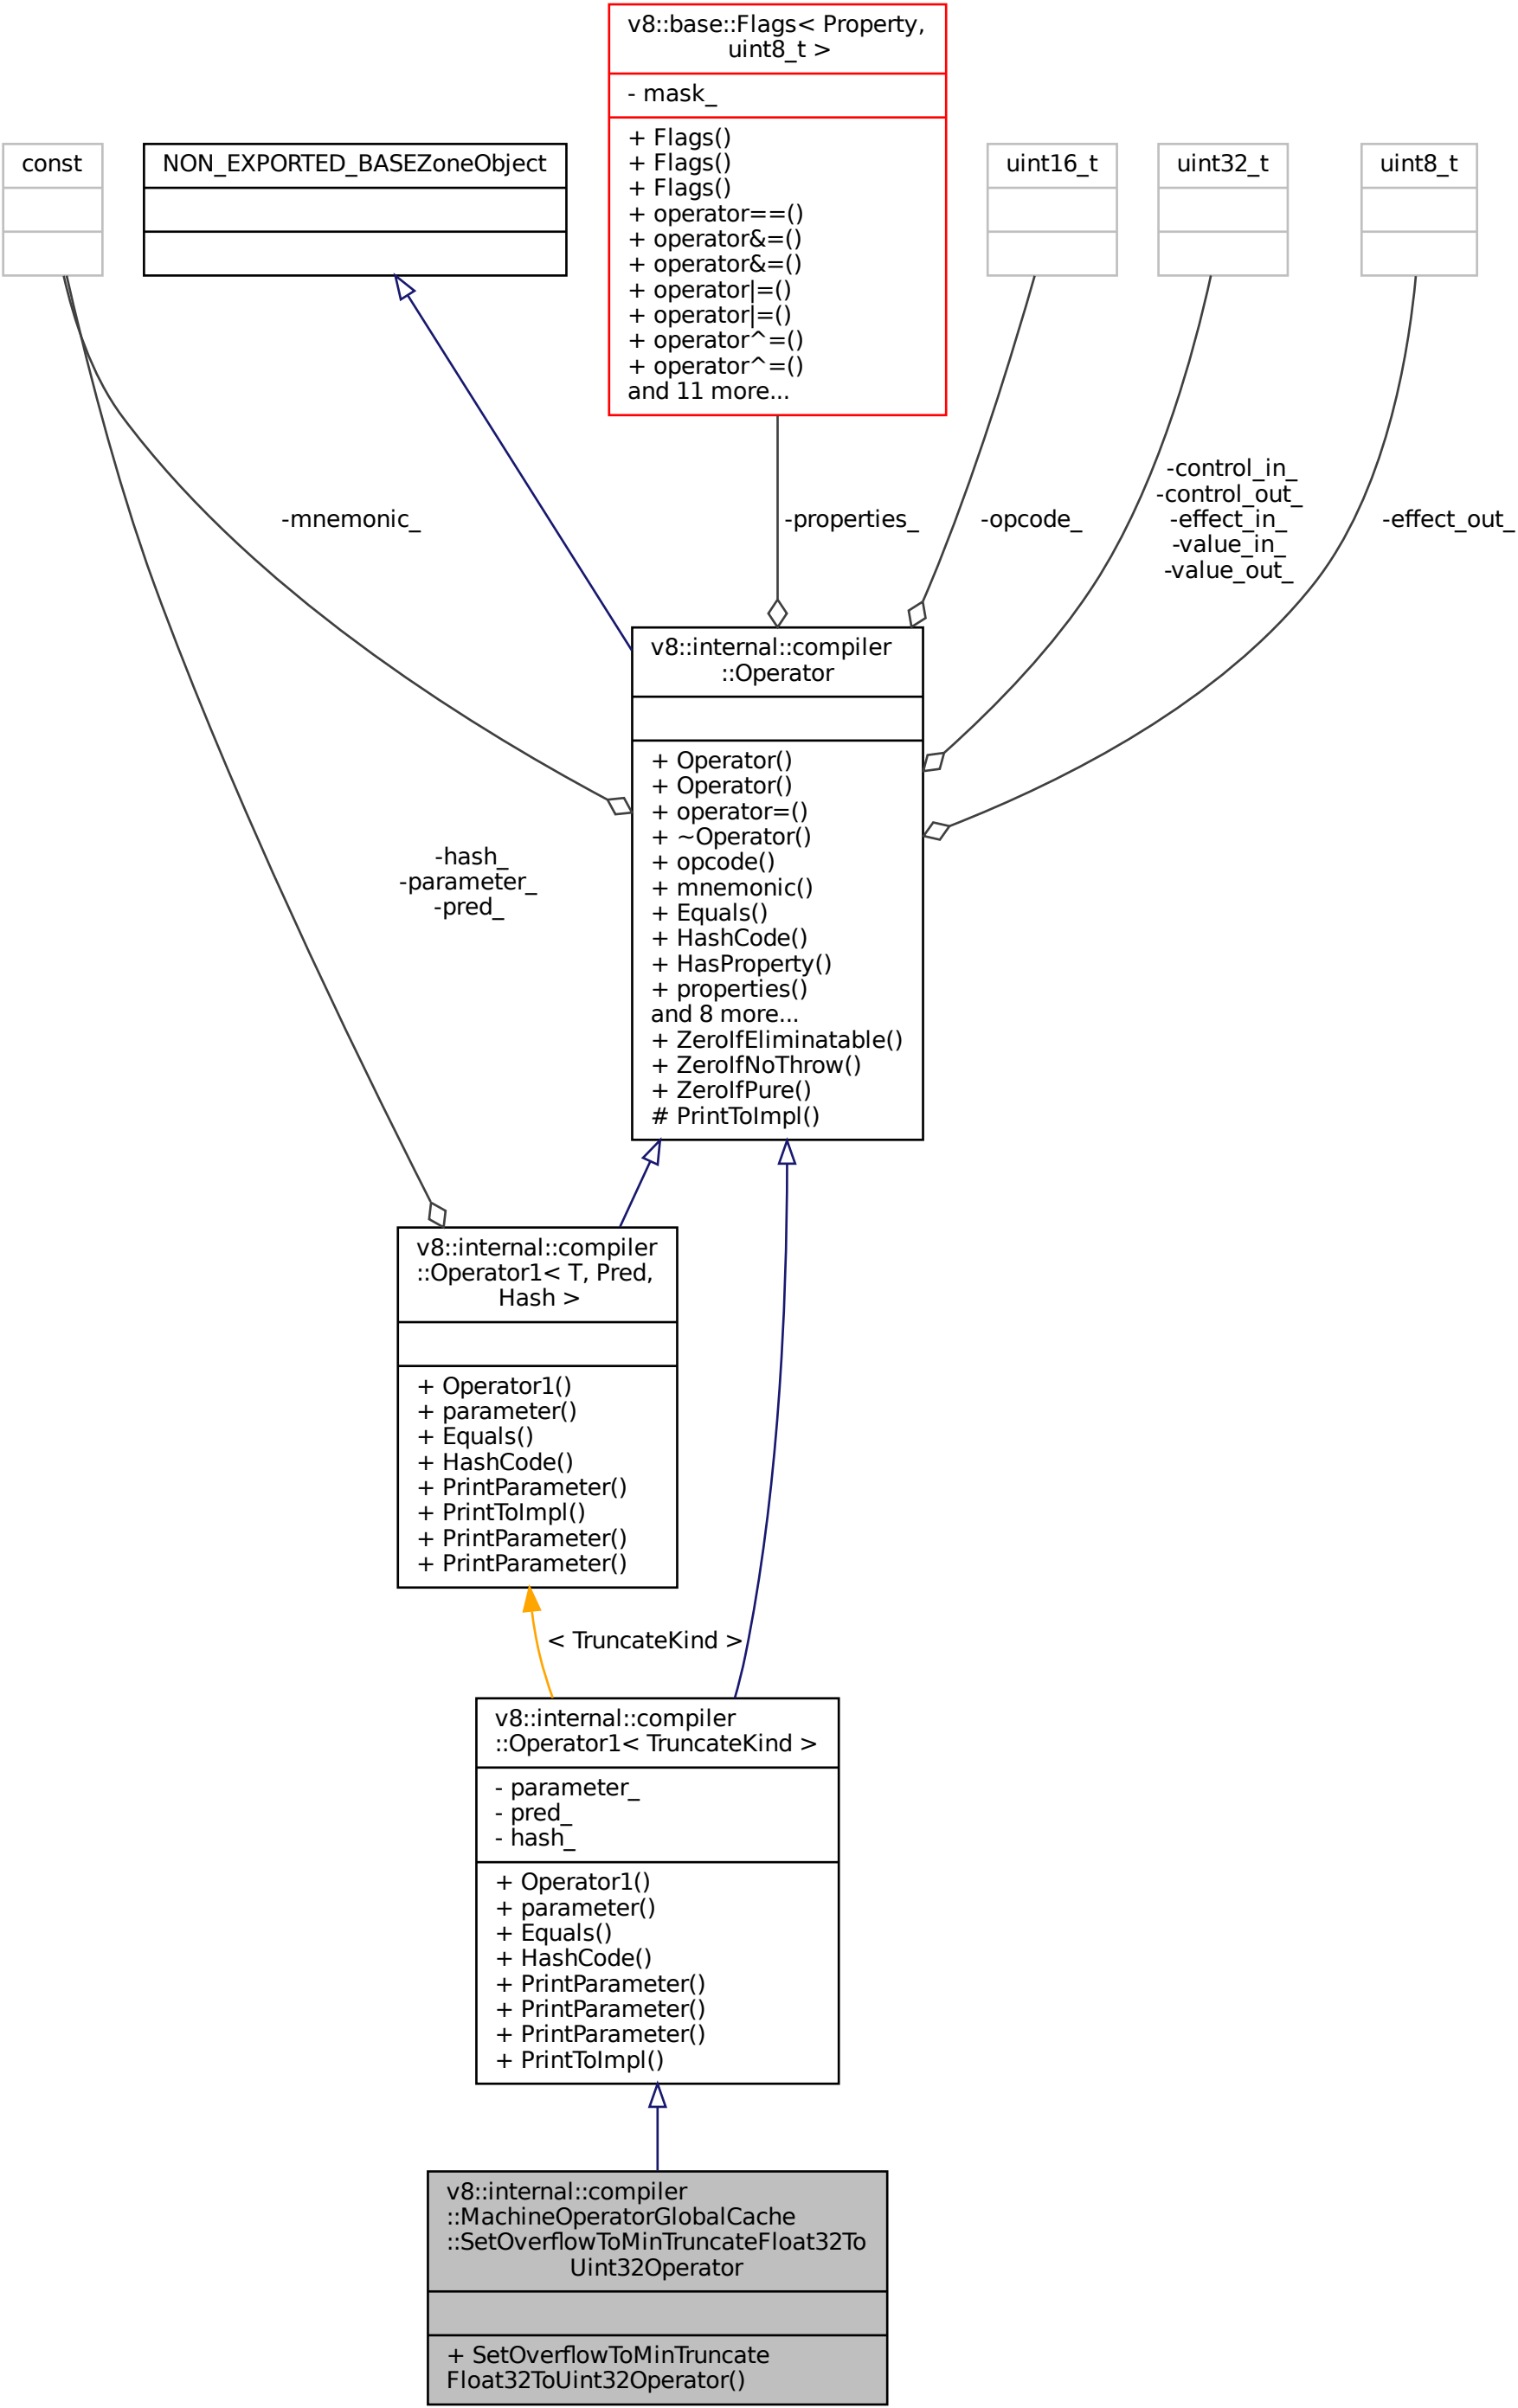 v8::base::Flags< Property,
uint8_t >
- mask_
+ Flags()
+ Flags()
+ Flags()
+ operator==()
+ operator&=()
+ operator&=()
+ operator|=()
+ operator|=()
+ operator^=()
+ operator^=()
and 11 more...
const
NON_EXPORTED_BASEZoneObject
uint16_t
uint32_t
uint8_t
-mnemonic_
-properties_
-opcode_
-control_in_
-control_out_
-effect_in_
-value_in_
-value_out_
-effect_out_
v8::internal::compiler
::Operator
+ Operator()
+ Operator()
+ operator=()
+ ~Operator()
+ opcode()
+ mnemonic()
+ Equals()
+ HashCode()
+ HasProperty()
+ properties()
and 8 more...
+ ZeroIfEliminatable()
+ ZeroIfNoThrow()
+ ZeroIfPure()
# PrintToImpl()
-hash_
-parameter_
-pred_
v8::internal::compiler
::Operator1< T, Pred,
Hash >
+ Operator1()
+ parameter()
+ Equals()
+ HashCode()
+ PrintParameter()
+ PrintToImpl()
+ PrintParameter()
+ PrintParameter()
< TruncateKind >
v8::internal::compiler
::Operator1< TruncateKind >
- parameter_
- pred_
- hash_
+ Operator1()
+ parameter()
+ Equals()
+ HashCode()
+ PrintParameter()
+ PrintParameter()
+ PrintParameter()
+ PrintToImpl()
v8::internal::compiler
::MachineOperatorGlobalCache
::SetOverflowToMinTruncateFloat32To
Uint32Operator
+ SetOverflowToMinTruncate
Float32ToUint32Operator()